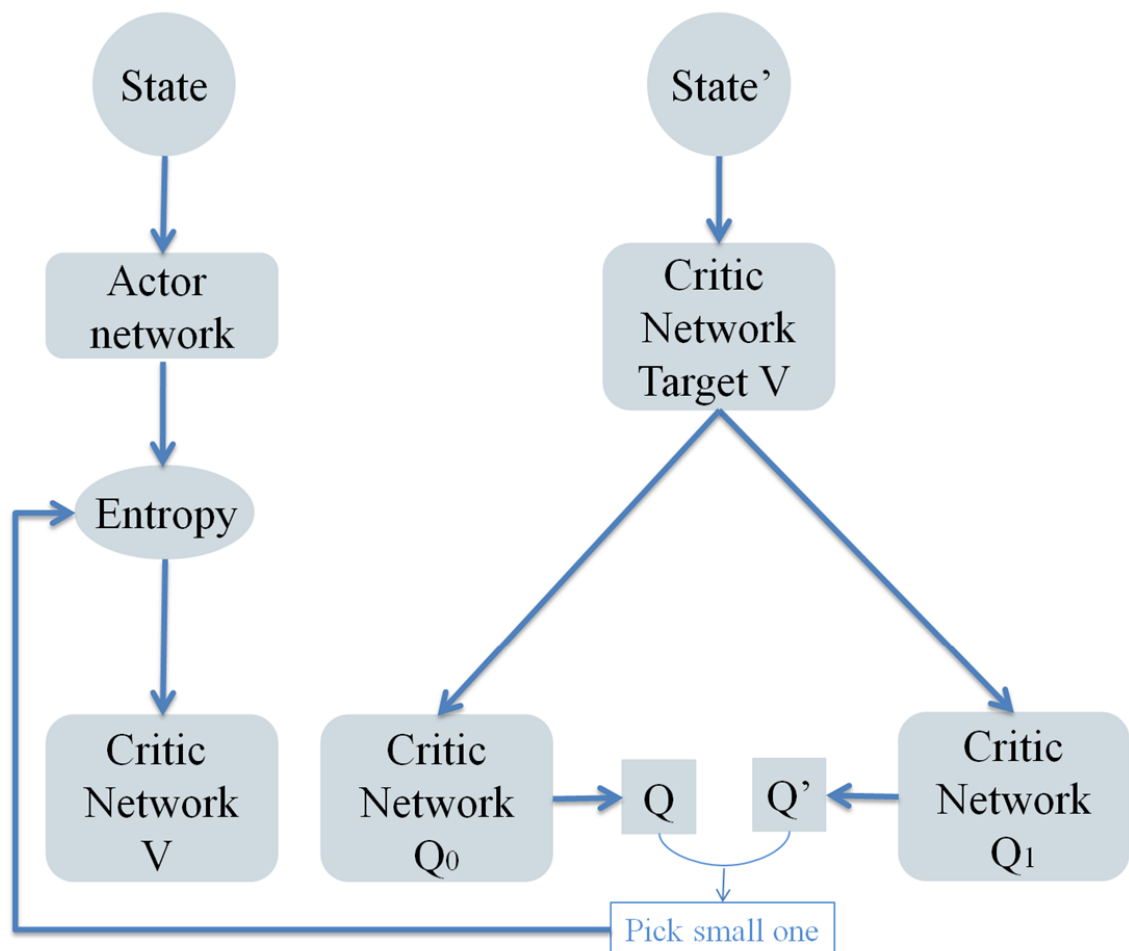 State
State’
Actor
network
Critic
Network
Target V
Entropy
Critic
Network
V
Critic
Network
Q0
Q
Q’
Critic
Network
Q1
Pick small one